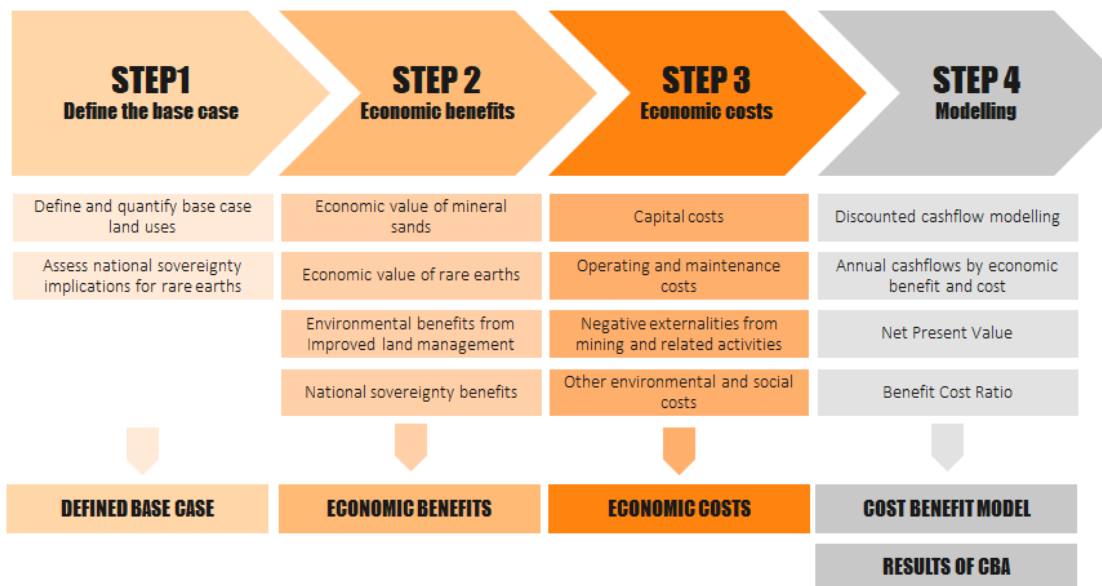 STEP1
Define the base case
STEP 2
Economic benefits
STEP 3
Economic costs
STEP 4
Modelling
Define and quantify base case
land uses
Assess national sovereignty
implications for rare earths
Economic value of mineral
sands
Economic value of rare earths
Environmental benefits from
Improved land management
National sovereignty benefits
Capital costs
Operating and maintenance
costs
Negative externalities from
mining and related activities
Other environmental and social
costs
Discounted cashflow modelling
Annual cashflows by economic
benefit and cost
Net Present Value
Benefit Cost Ratio
DEFINED BASE CASE
ECONOMIC BENEFITS
ECONOMIC COSTS
COST BENEFIT MODEL
RESULTS OF CBA